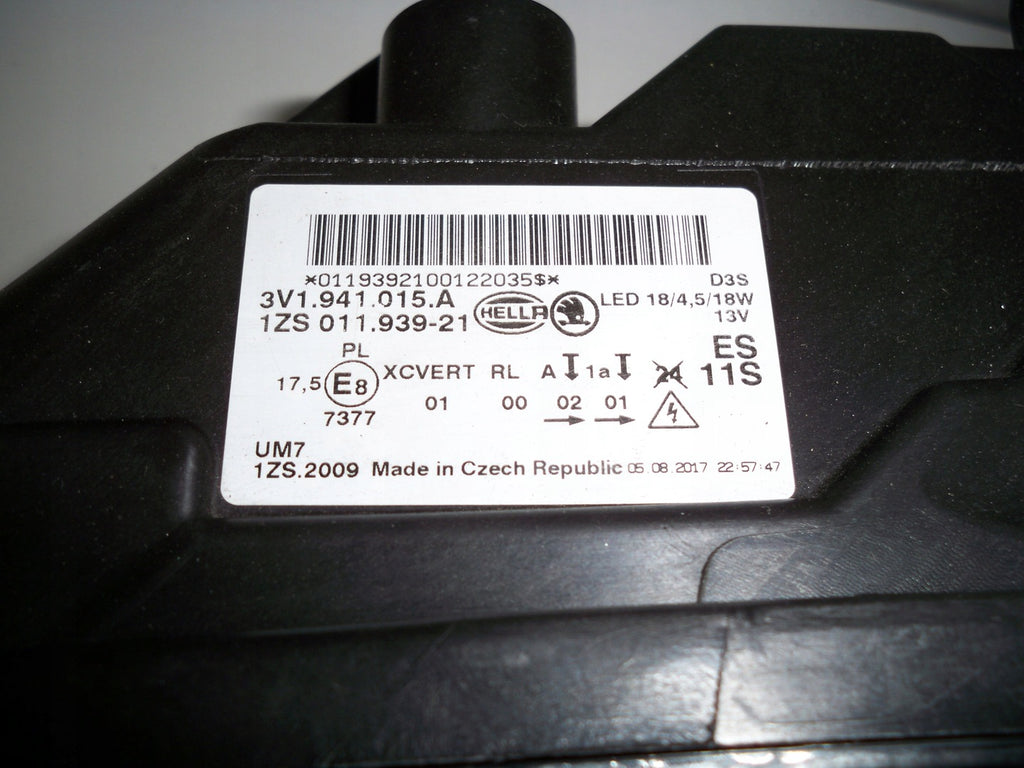 *0119392100122035$*
3V1.941.015.A
1ZS 011.939-21
HELLA
D3S
LED 18/4,5/18W
13V
ES
11S
PL
17,5 E8 XCVERT RL A 1a 24
7377 01 00 02 01
UM7
1ZS.2009 Made in Czech Republic 05.08.2017 22:57:47